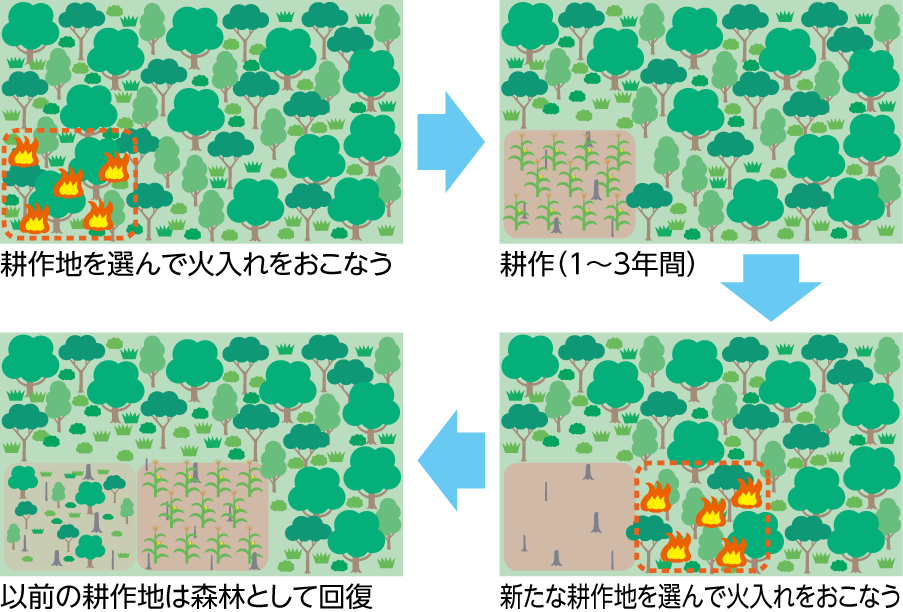 耕作地を選んで火入れをおこなう
耕作（1～3年間）
新たな耕作地を選んで火入れをおこなう
以前の耕作地は森林として回復